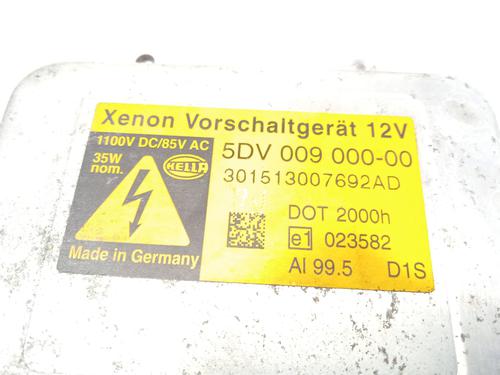 Xenon Vorschaltgerät 12V
1100V DC/85V AC
35W
nom.
HELLA
Made in Germany
5DV 009 000-00
301513007692AD
DOT 2000h
e1 023582
Al 99.5 D1S